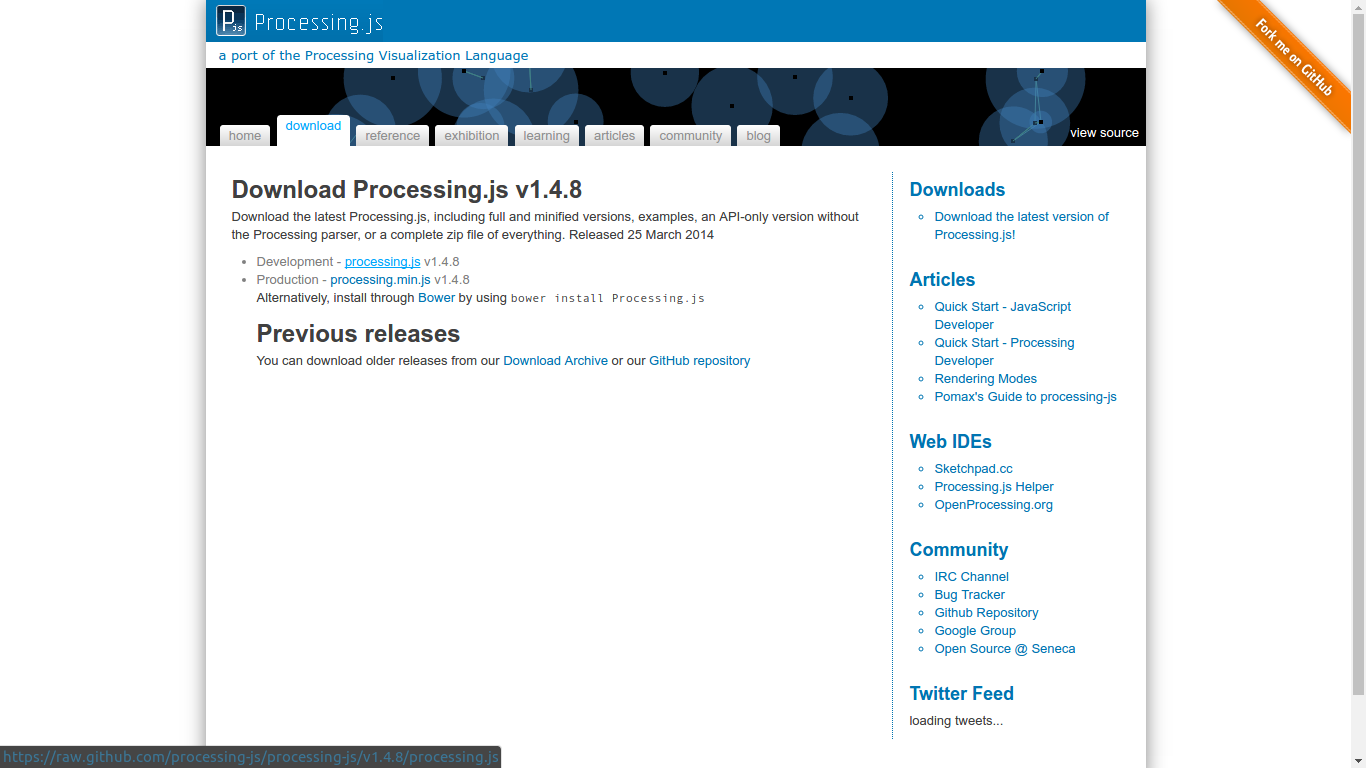 Pjs Processing.js
a port of the Processing Visualization Language
Fork me on GitHub
home download reference exhibition learning articles community blog
view source
Download Processing.js v1.4.8
Download the latest Processing.js, including full and minified versions, examples, an API-only version without
the Processing parser, or a complete zip file of everything. Released 25 March 2014
Development - processing.js v1.4.8
Production - processing.min.js v1.4.8
Alternatively, install through Bower by using bower install Processing.js
Previous releases
You can download older releases from our Download Archive or our GitHub repository
Downloads
Download the latest version of
Processing.js!
Articles
Quick Start - JavaScript
Developer
Quick Start - Processing
Developer
Rendering Modes
Pomax's Guide to processing-js
Web IDEs
Sketchpad.cc
Processing.js Helper
OpenProcessing.org
Community
IRC Channel
Bug Tracker
Github Repository
Google Group
Open Source @ Seneca
Twitter Feed
loading tweets...
https://raw.github.com/processing-js/processing-js/v1.4.8/processing.js